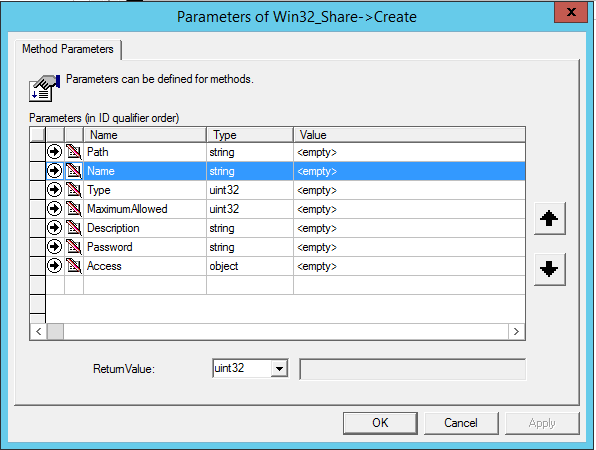 Parameters of Win32_Share->Create
x
Method Parameters
Parameters can be defined for methods.
Parameters (in ID qualifier order)
Name Type Value
Path string <empty>
Name string <empty>
Type uint32 <empty>
MaximumAllowed uint32 <empty>
Description string <empty>
Password string <empty>
Access object <empty>
ReturnValue: uint32
OK Cancel Apply